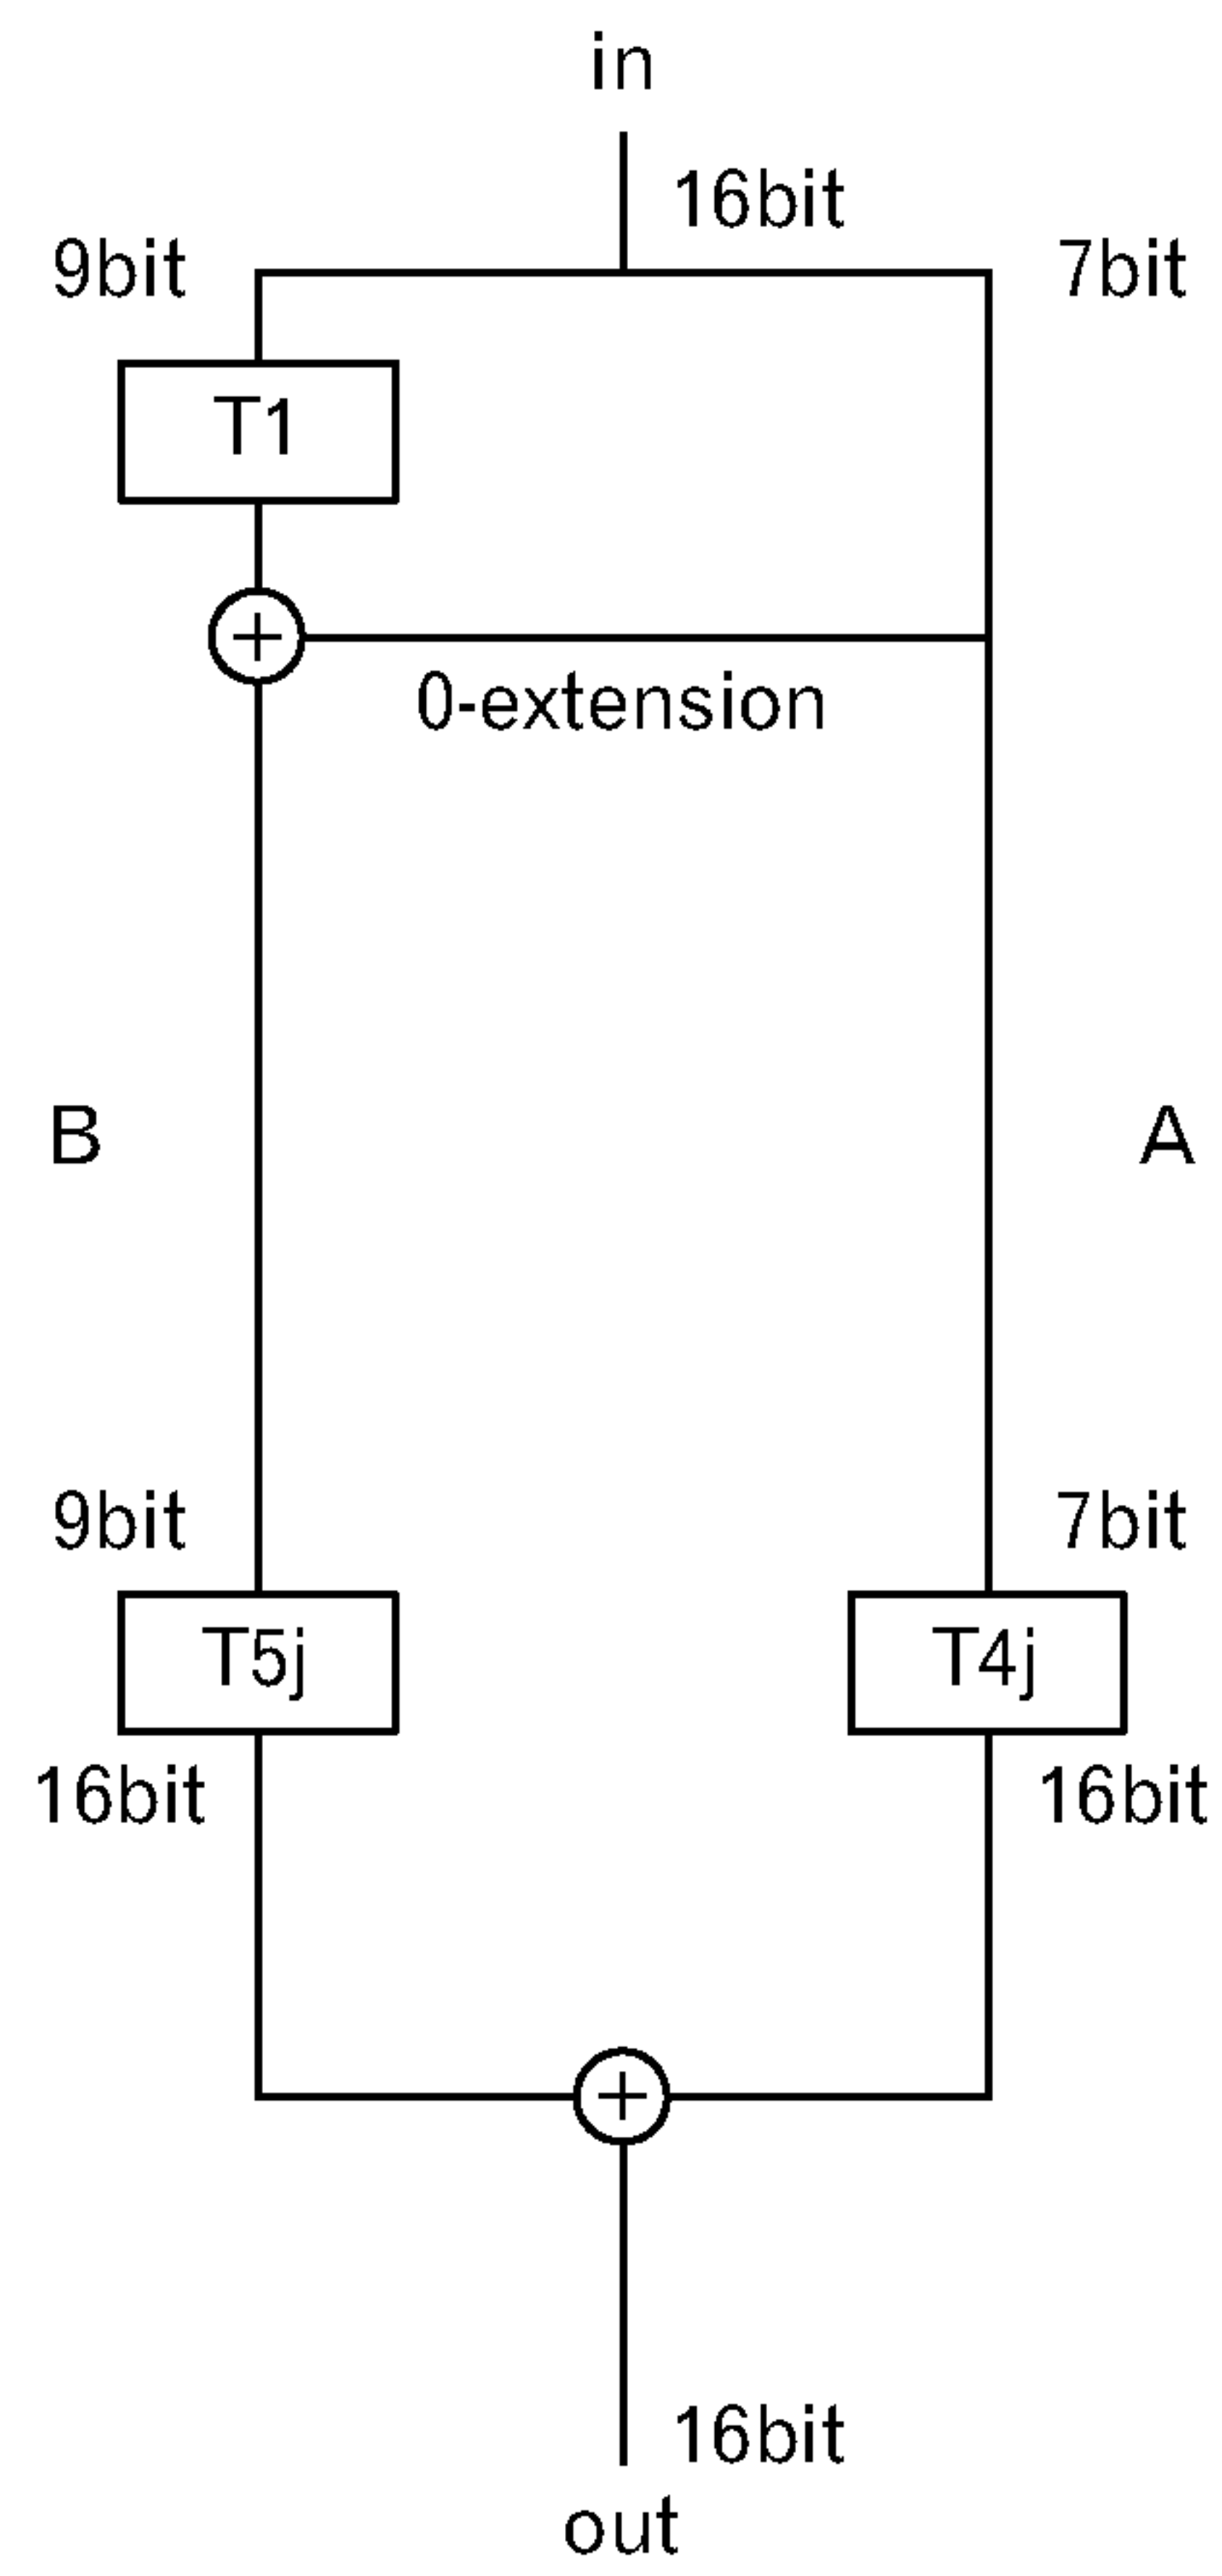 in
16bit
9bit
7bit
T1
+
0-extension
B
A
9bit
7bit
T5j
T4j
16bit
16bit
+
16bit
out